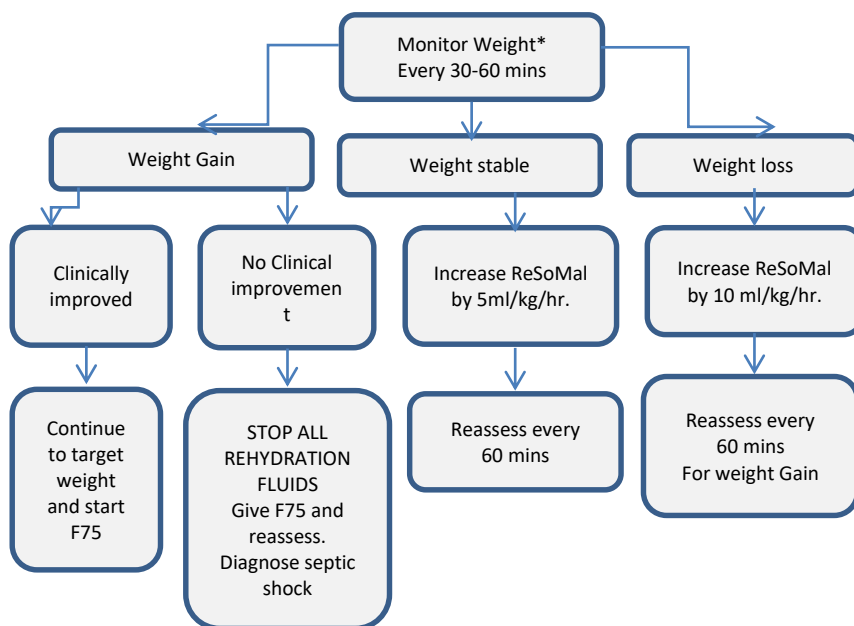 Monitor Weight*
Every 30-60 mins
Weight Gain
Weight stable
Weight loss
Clinically
improved
No Clinical
improvemen
t
Increase ReSoMal
by 5ml/kg/hr.
Increase ReSoMal
by 10 ml/kg/hr.
Continue
to target
weight
and start
F75
STOP ALL
REHYDRATION
FLUIDS
Give F75 and
reassess.
Diagnose septic
shock
Reassess every
60 mins
Reassess every
60 mins
For weight Gain